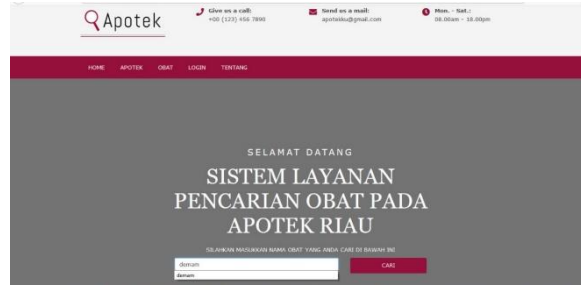 Apotek
Give us a call:
+00 (123) 456 7890
Send us a mail:
apotekku@gmail.com
Mon. - Sat.:
08.00am - 18.00pm
HOME APOTEK OBAT LOGIN TENTANG
SELAMAT DATANG
SISTEM LAYANAN
PENCARIAN OBAT PADA
APOTEK RIAU
SILAHKAN MASUKKAN NAMA OBAT YANG ANDA CARI DI BAWAH INI
demam CARI
demam